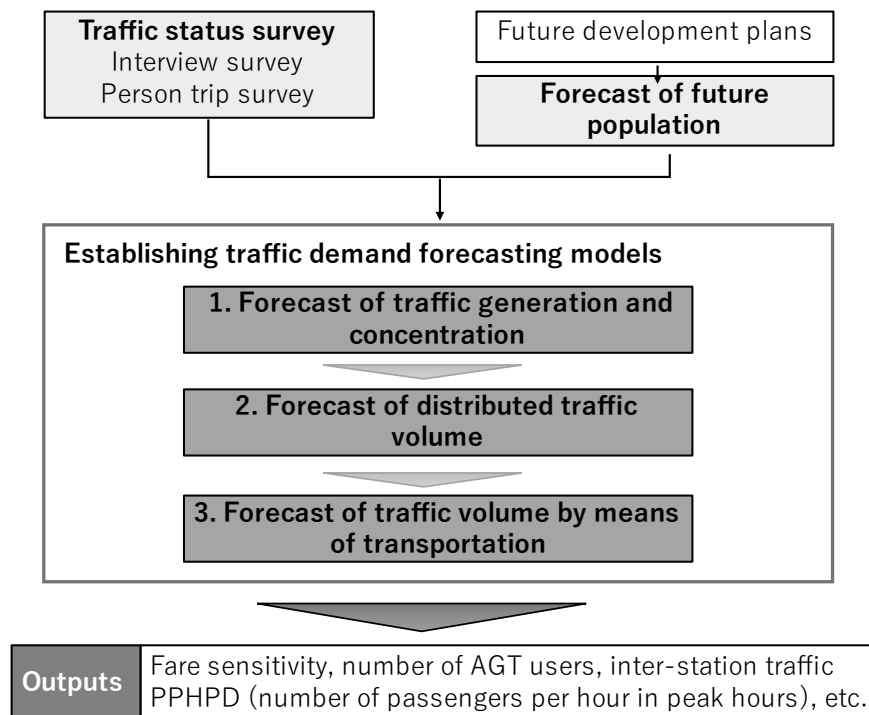 Traffic status survey
Interview survey
Person trip survey
Future development plans
Forecast of future
population
Establishing traffic demand forecasting models
1. Forecast of traffic generation and
concentration
2. Forecast of distributed traffic
volume
3. Forecast of traffic volume by means
of transportation
Outputs
Fare sensitivity, number of AGT users, inter-station traffic
PPHPD (number of passengers per hour in peak hours), etc.